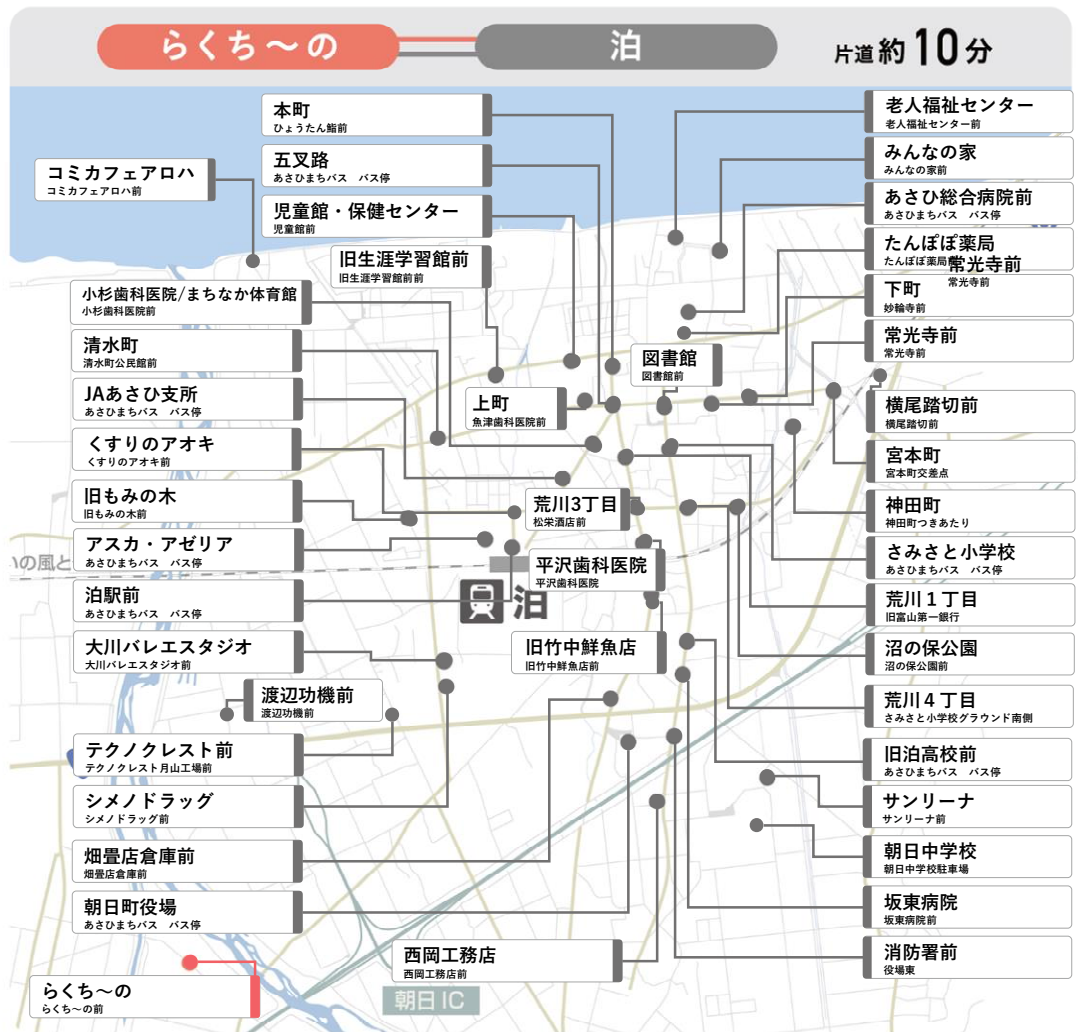 らくち～の
泊
片道約10分
本町
ひょうたん鮨前
五叉路
あさひまちバス　バス停
コミカフェアロハ
コミカフェアロハ前
児童館・保健センター
児童館前
旧生涯学習館前
旧生涯学習館前前
小杉歯科医院/まちなか体育館
小杉歯科医院前
清水町
清水町公民館前
JAあさひ支所
あさひまちバス　バス停
くすりのアオキ
くすりのアオキ前
旧もみの木
旧もみの木前
アスカ・アゼリア
あさひまちバス　バス停
いの風と
泊駅前
あさひまちバス　バス停
大川バレエスタジオ
大川バレエスタジオ前
渡辺功機前
渡辺功機前
テクノクレスト前
テクノクレスト月山工場前
シメノドラッグ
シメノドラッグ前
畑畳店倉庫前
畑畳店倉庫前
朝日町役場
あさひまちバス　バス停
らくち～の
らくち～の前
西岡工務店
西岡工務店前
朝日IC
図書館
図書館前
上町
魚津歯科医院前
荒川3丁目
松栄酒店前
平沢歯科医院
平沢歯科医院
泊
旧竹中鮮魚店
旧竹中鮮魚店前
老人福祉センター
老人福祉センター前
みんなの家
みんなの家前
あさひ総合病院前
あさひまちバス　バス停
たんぽぽ薬局
たんぽぽ薬局
常光寺前
常光寺前
下町
妙輪寺前
常光寺前
常光寺前
横尾踏切前
横尾踏切前
宮本町
宮本町交差点
神田町
神田町つきあたり
さみさと小学校
あさひまちバス　バス停
荒川１丁目
旧富山第一銀行
沼の保公園
沼の保公園前
荒川４丁目
さみさと小学校グラウンド南側
旧泊高校前
あさひまちバス　バス停
サンリーナ
サンリーナ前
朝日中学校
朝日中学校駐車場
坂東病院
坂東病院前
消防署前
役場東